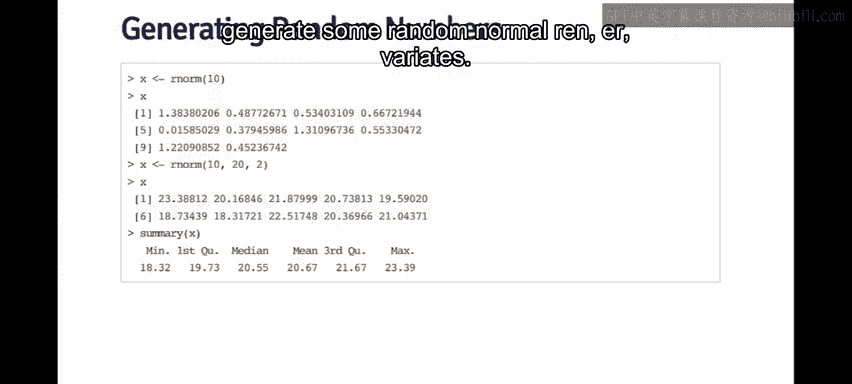 Generating Random Numbers
generate some random normal ren, er,
variates.
> x <- rnorm(10)
> x
[1] 1.38380206 0.48772671 0.53403109 0.66721944
[5] 0.01585029 0.37945986 1.31096736 0.55330472
[9] 1.22090852 0.45236742
> x <- rnorm(10, 20, 2)
> x
[1] 23.38812 20.16846 21.87999 20.73813 19.59020
[6] 18.73439 18.31721 22.51748 20.36966 21.04371
> summary(x)
Min. 1st Qu. Median Mean 3rd Qu. Max.
18.32 19.73 20.55 20.67 21.67 23.39